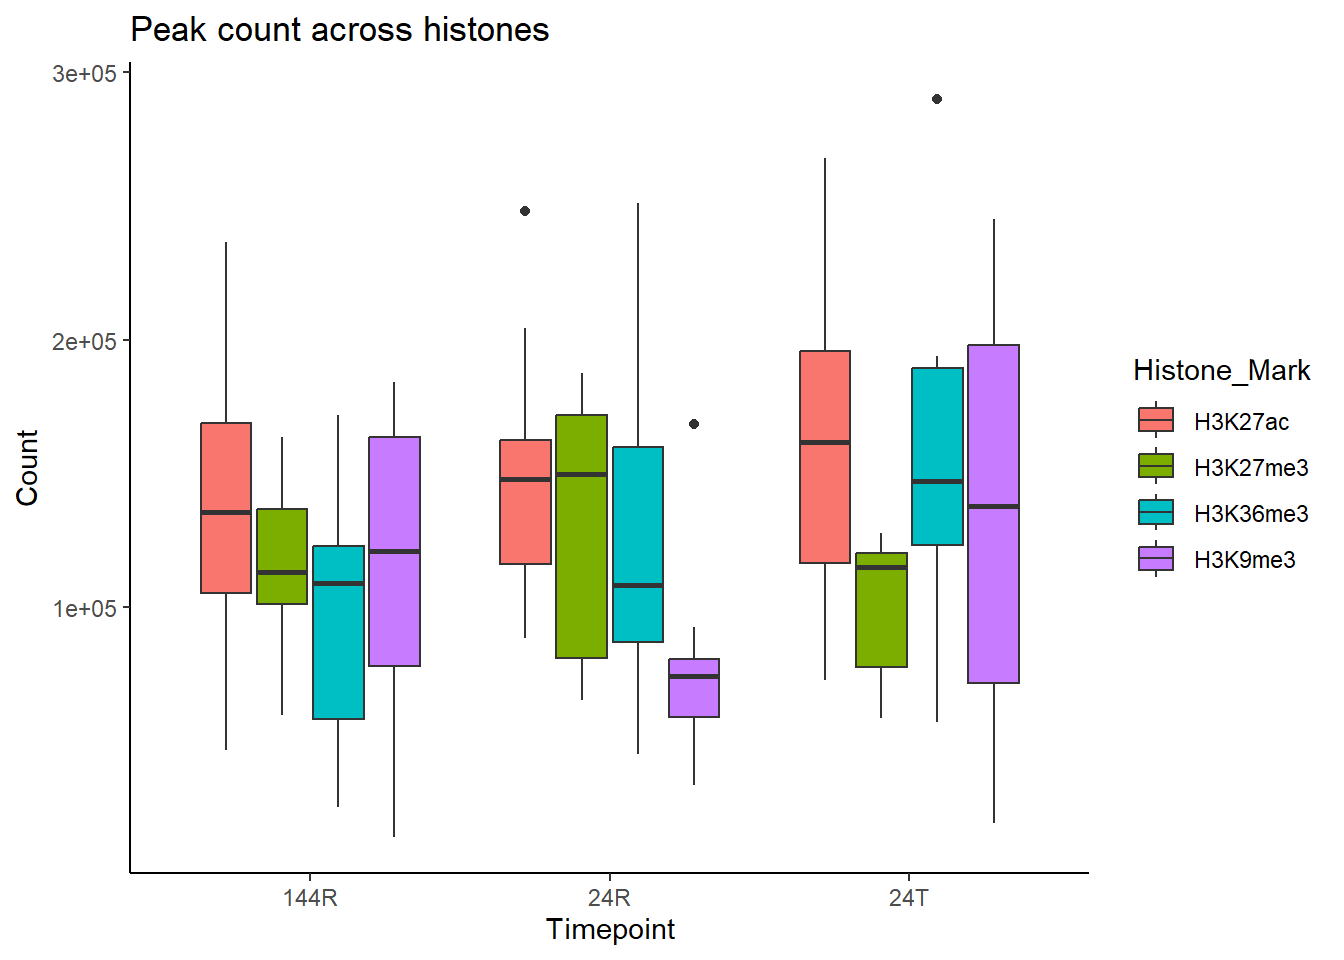 Peak count across histones
3e+05
2e+05
1e+05
Count
144R
24R
24T
Timepoint
Histone_Mark
H3K27ac
H3K27me3
H3K36me3
H3K9me3